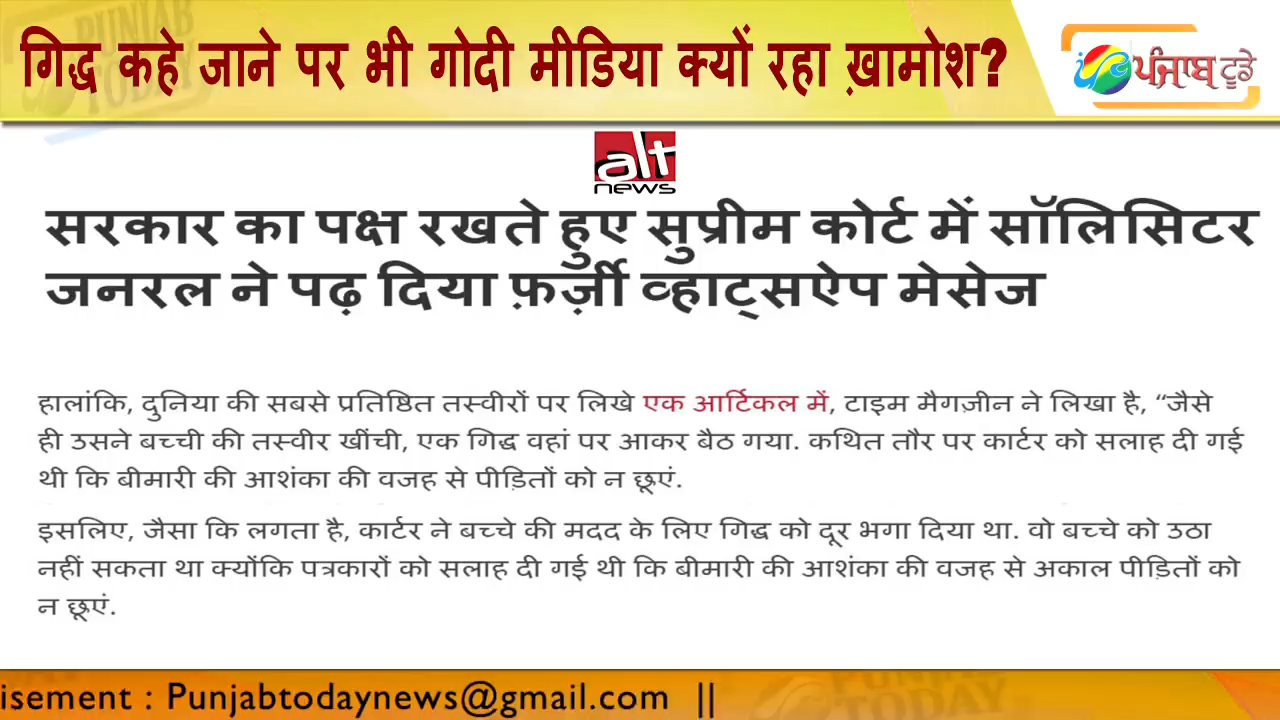 गिद्ध कहे जाने पर भी गोदी मीडिया क्यों रहा ख़ामोश?
ਪੰਜਾਬ ਟੂਡੇ
alt
news
सरकार का पक्ष रखते हुए सुप्रीम कोर्ट में सॉलिसिटर
जनरल ने पढ़ दिया फ़र्ज़ी व्हाट्सऐप मेसेज
हालांकि, दुनिया की सबसे प्रतिष्ठित तस्वीरों पर लिखे एक आर्टिकल में, टाइम मैगज़ीन ने लिखा है, “जैसे
ही उसने बच्ची की तस्वीर खींची, एक गिद्ध वहां पर आकर बैठ गया. कथित तौर पर कार्टर को सलाह दी गई
थी कि बीमारी की आशंका की वजह से पीड़ितों को न छूएं.
इसलिए, जैसा कि लगता है, कार्टर ने बच्चे की मदद के लिए गिद्ध को दूर भगा दिया था. वो बच्चे को उठा
नहीं सकता था क्योंकि पत्रकारों को सलाह दी गई थी कि बीमारी की आशंका की वजह से अकाल पीड़ितों को
न छूएं.
isement : Punjabtodaynews@gmail.com ||